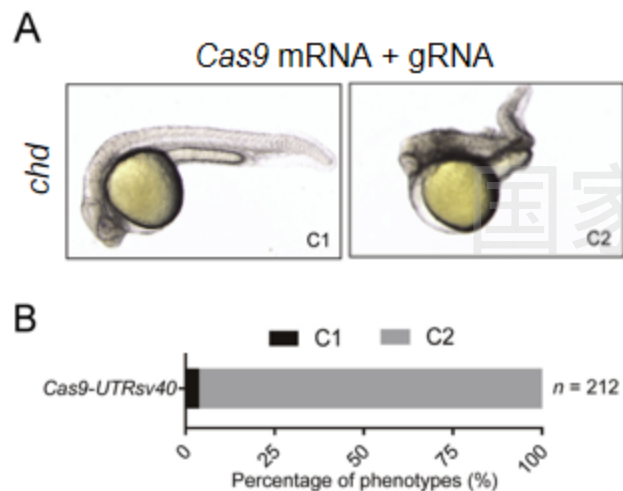 A
Cas9 mRNA + gRNA
chd
C1
C2
国家
B
C1 C2
Cas9-UTRsv40
n = 212
0 25 50 75 100
Percentage of phenotypes (%)